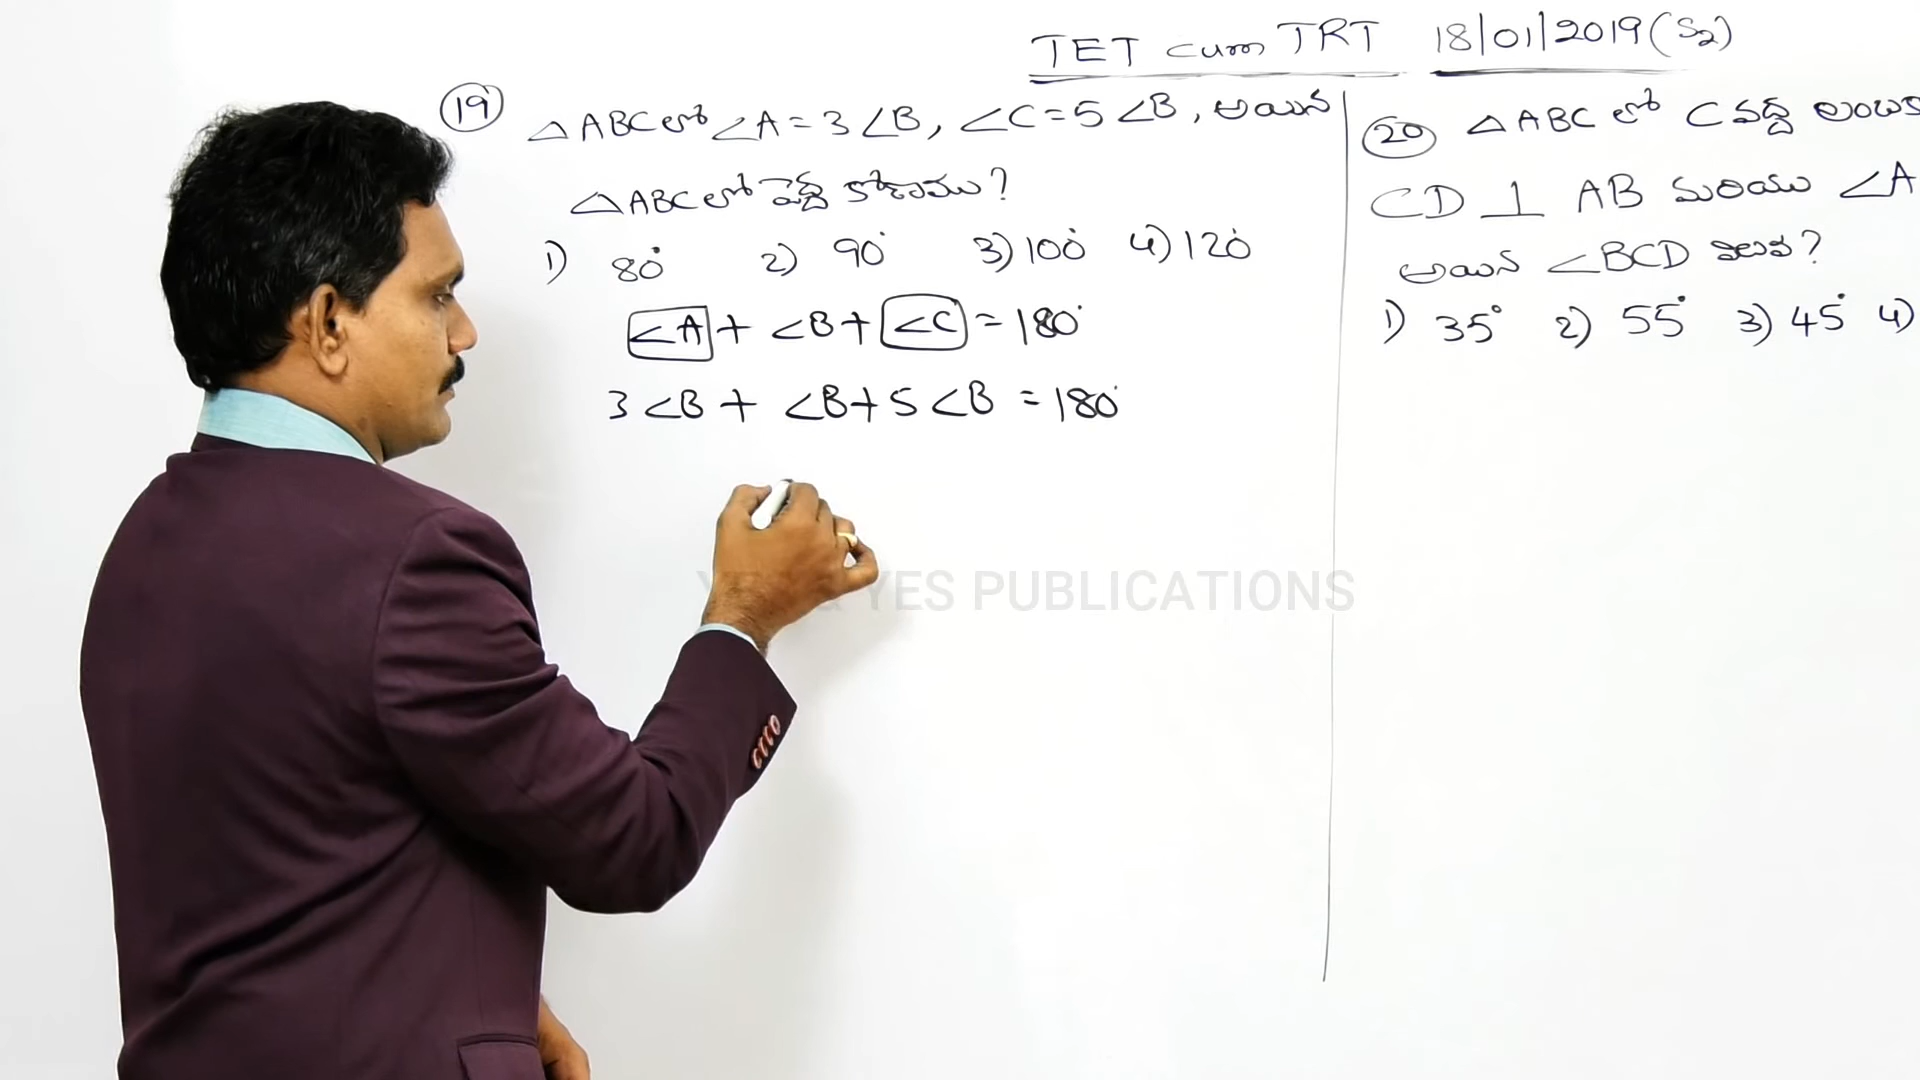 TET cum TRT 18/01/2019 (S2)
19 △ABC లో ∠A = 3∠B, ∠C = 5∠B, అయిన
△ABC లో పెద్ద కోణము?
1) 80° 2) 90° 3) 100° 4) 120°
∠A + ∠B + ∠C = 180°
3∠B + ∠B + 5∠B = 180°
20 △ABC లో C వద్ద లంబక
CD ⊥ AB మరియు ∠A
అయిన ∠BCD విలువ?
1) 35° 2) 55° 3) 45° 4)
& YES PUBLICATIONS